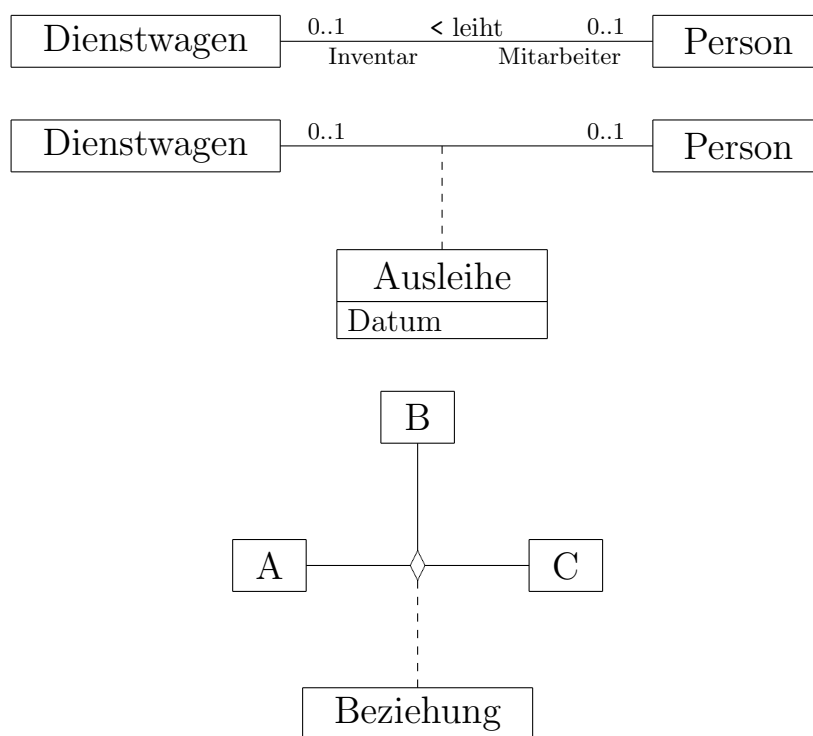 Dienstwagen 0..1 < leiht 0..1 Person
Inventar Mitarbeiter
Dienstwagen 0..1 0..1 Person
Ausleihe
Datum
B
A C
Beziehung